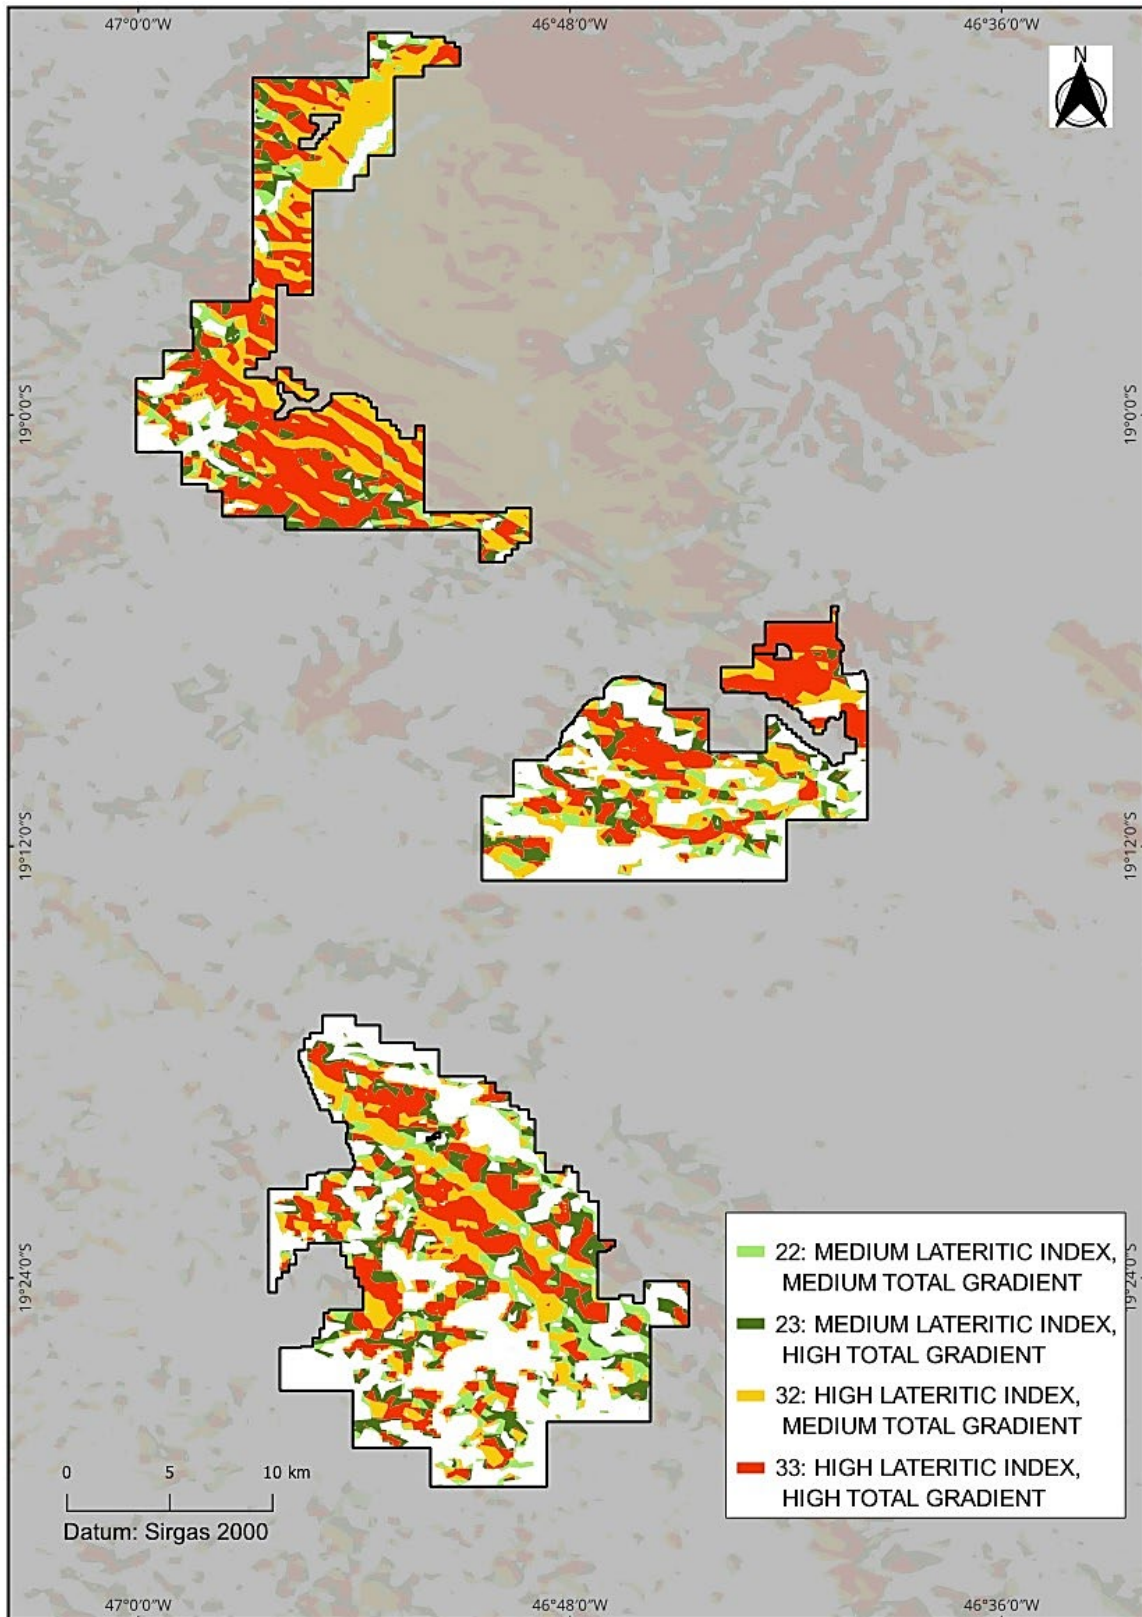 47°0′0″W
46°48′0″W
46°36′0″W
N
19°0′0″S
19°0′0″S
19°12′0″S
19°12′0″S
19°24′0″S
19°24′0″S
22: MEDIUM LATERITIC INDEX,
MEDIUM TOTAL GRADIENT
23: MEDIUM LATERITIC INDEX,
HIGH TOTAL GRADIENT
32: HIGH LATERITIC INDEX,
MEDIUM TOTAL GRADIENT
33: HIGH LATERITIC INDEX,
HIGH TOTAL GRADIENT
0 5 10 km
Datum: Sirgas 2000
47°0′0″W
46°48′0″W
46°36′0″W